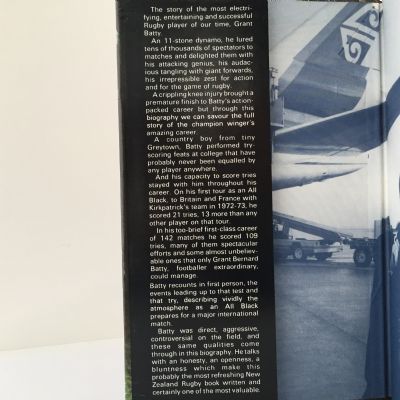 The story of the most electri-
fying, entertaining and successful
Rugby player of our time, Grant
Batty.
An 11-stone dynamo, he lured
tens of thousands of spectators to
matches and delighted them with
his attacking genius, his audac-
ious tangling with giant forwards,
his irrepressible zest for action
and for the game of rugby.
A crippling knee injury brought a
premature finish to Batty's action-
packed career but through this
biography we can savour the full
story of the champion winger's
amazing career.
A country boy from tiny
Greytown, Batty performed try-
scoring feats at college that have
probably never been equalled by
any player anywhere.
And his capacity to score tries
stayed with him throughout his
career. On his first tour as an All
Black, to Britain and France with
Kirkpatrick's team in 1972-73, he
scored 21 tries, 13 more than any
other player on that tour.
In his too-brief first-class career
of 142 matches he scored 109
tries, many of them spectacular
efforts and some almost unbeliev-
able ones that only Grant Bernard
Batty, footballer extraordinary,
could manage.
Batty recounts in first person, the
events leading up to that test and
that try, describing vividly the
atmosphere as an All Black
prepares for a major international
match.
Batty was direct, aggressive,
controversial on the field, and
these same qualities come
through in this biography. He talks
with an honesty, an openness, a
bluntness which make this
probably the most refreshing New
Zealand Rugby book written and
certainly one of the most valuable.